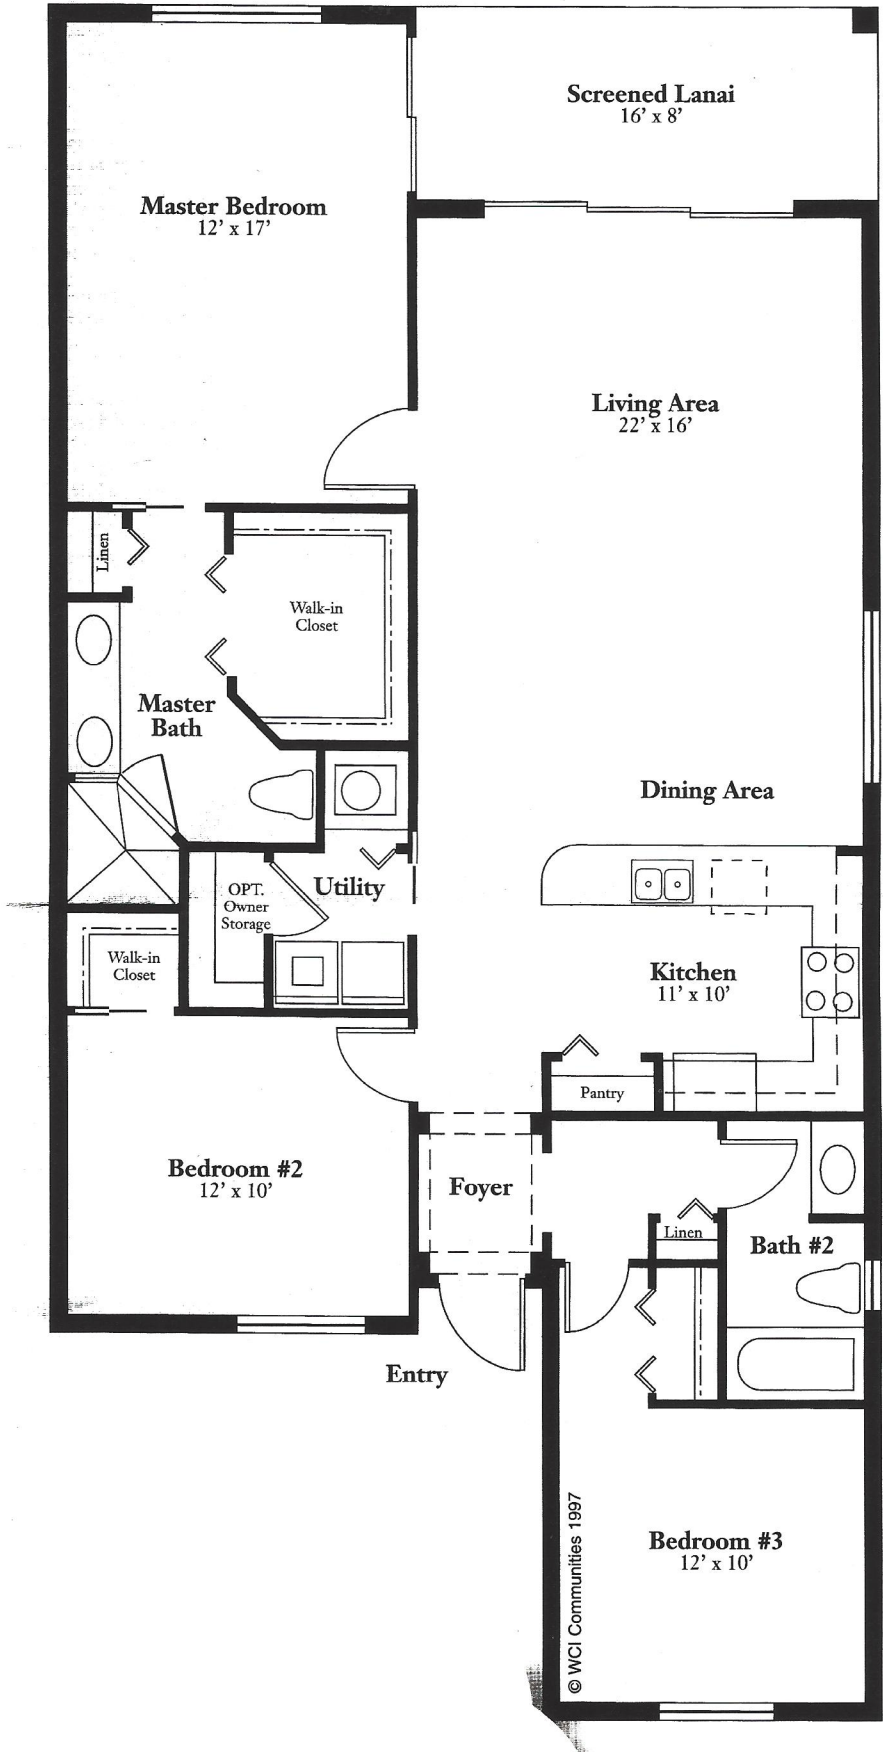 Screened Lanai
16' x 8'
Master Bedroom
12' x 17'
Living Area
22' x 16'
Linen
Walk-in
Closet
Master
Bath
Dining Area
OPT.
Owner
Storage
Utility
Walk-in
Closet
Kitchen
11' x 10'
Pantry
Bedroom #2
12' x 10'
Foyer
Linen
Bath #2
Entry
Bedroom #3
12' x 10'
© WCI Communities 1997